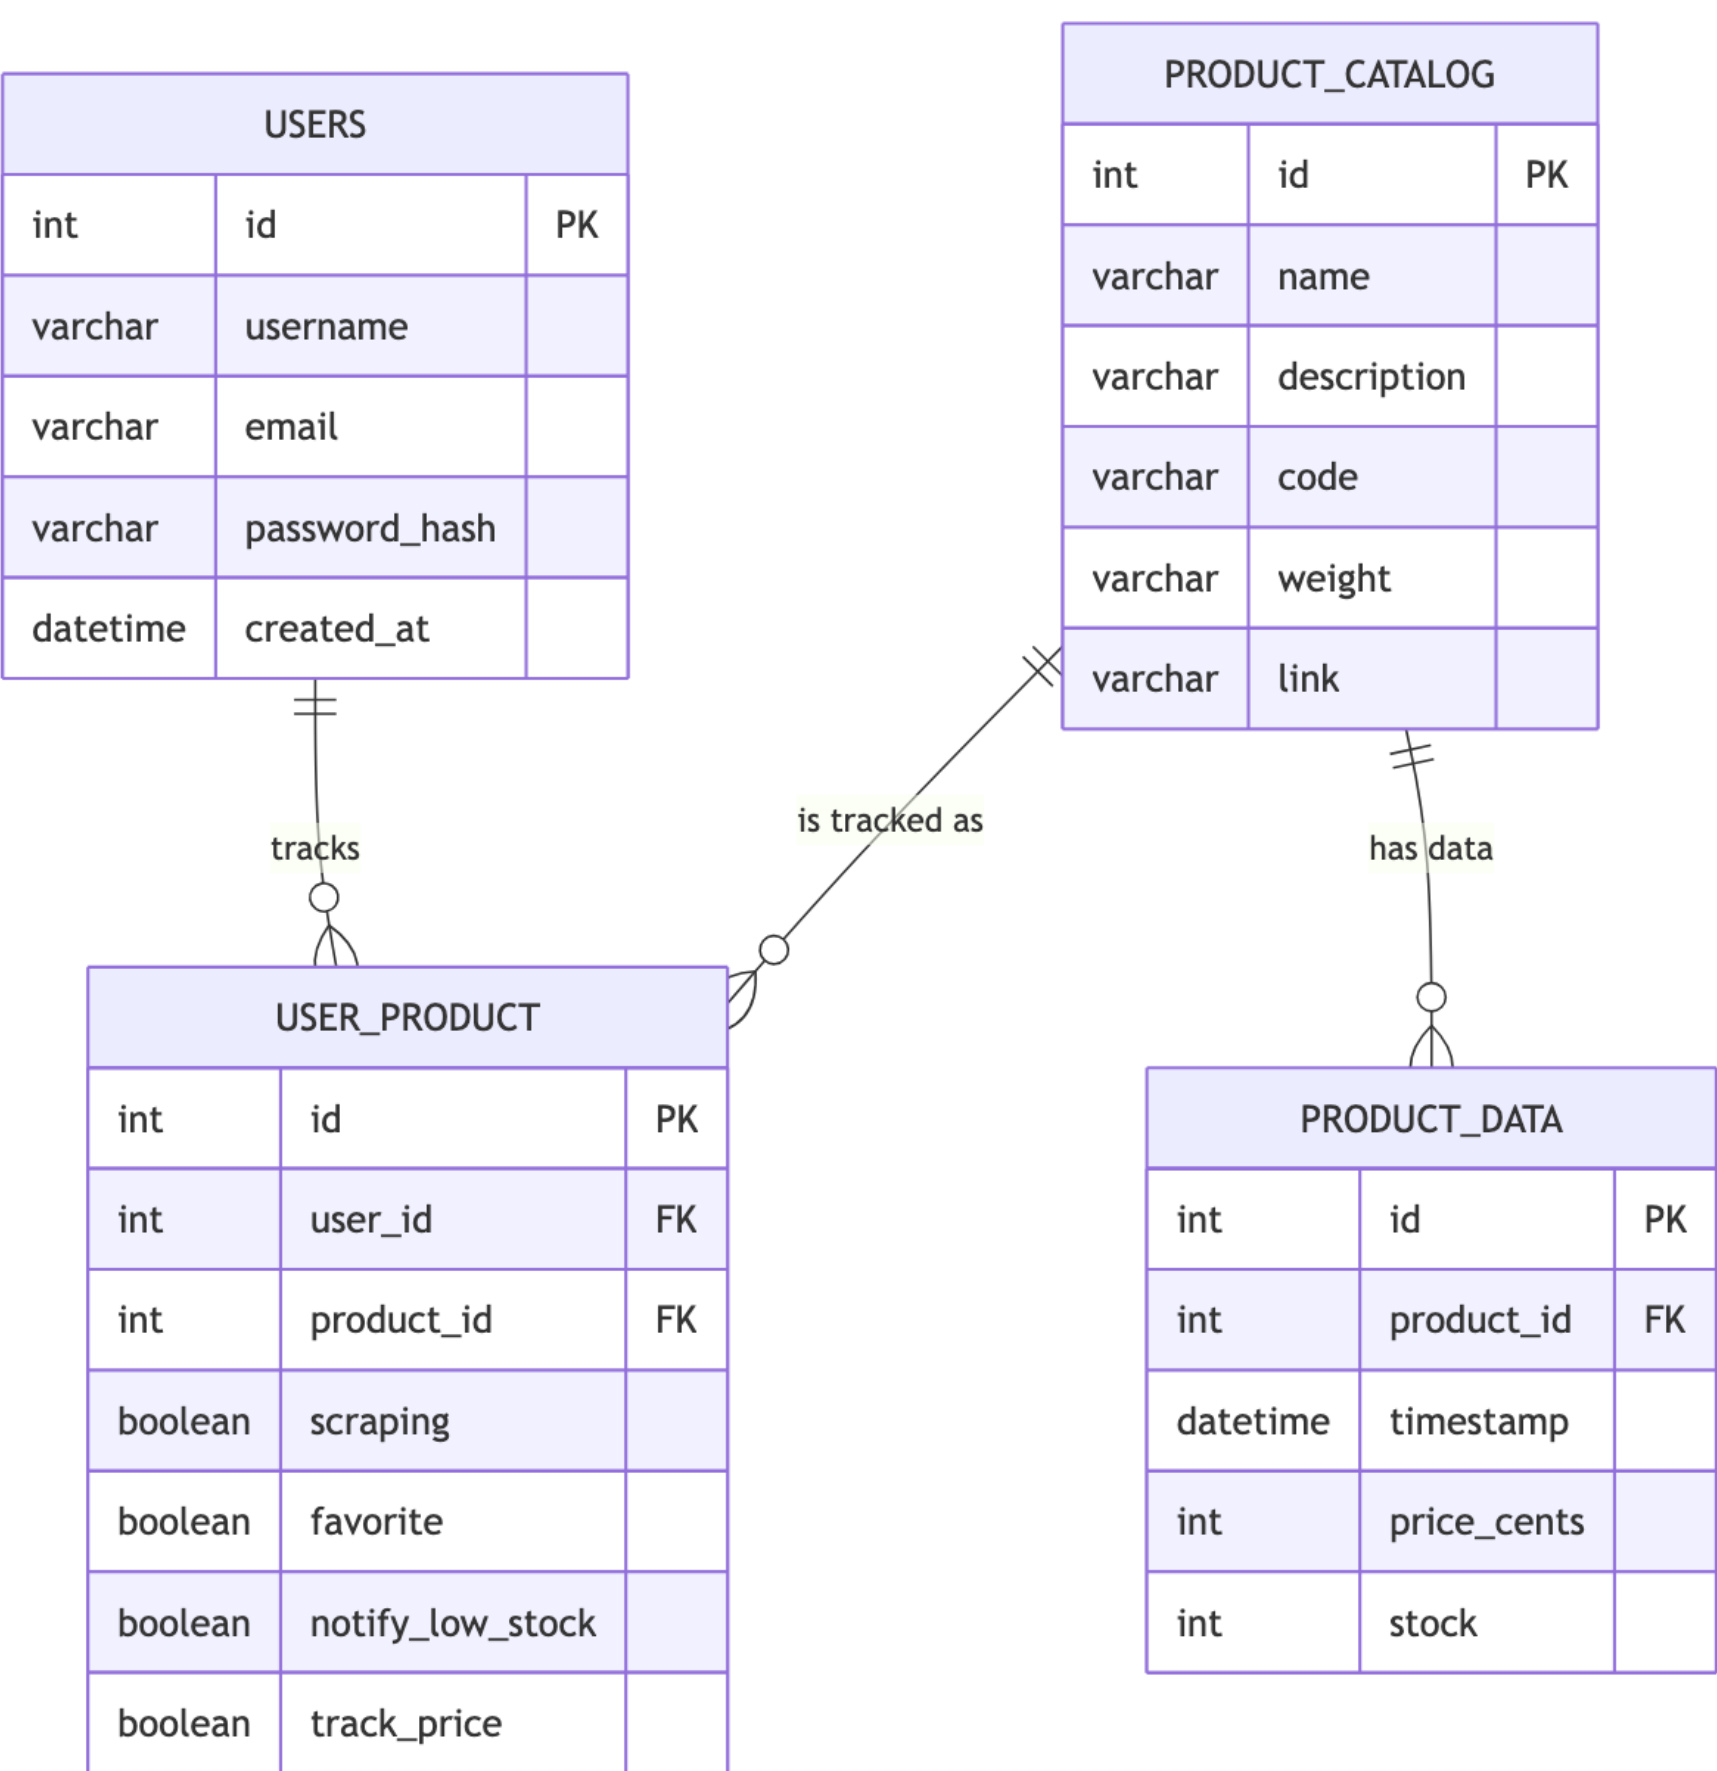 USERS
int id PK
varchar username
varchar email
varchar password_hash
datetime created_at
PRODUCT_CATALOG
int id PK
varchar name
varchar description
varchar code
varchar weight
varchar link
tracks
is tracked as
has data
USER_PRODUCT
int id PK
int user_id FK
int product_id FK
boolean scraping
boolean favorite
boolean notify_low_stock
boolean track_price
PRODUCT_DATA
int id PK
int product_id FK
datetime timestamp
int price_cents
int stock